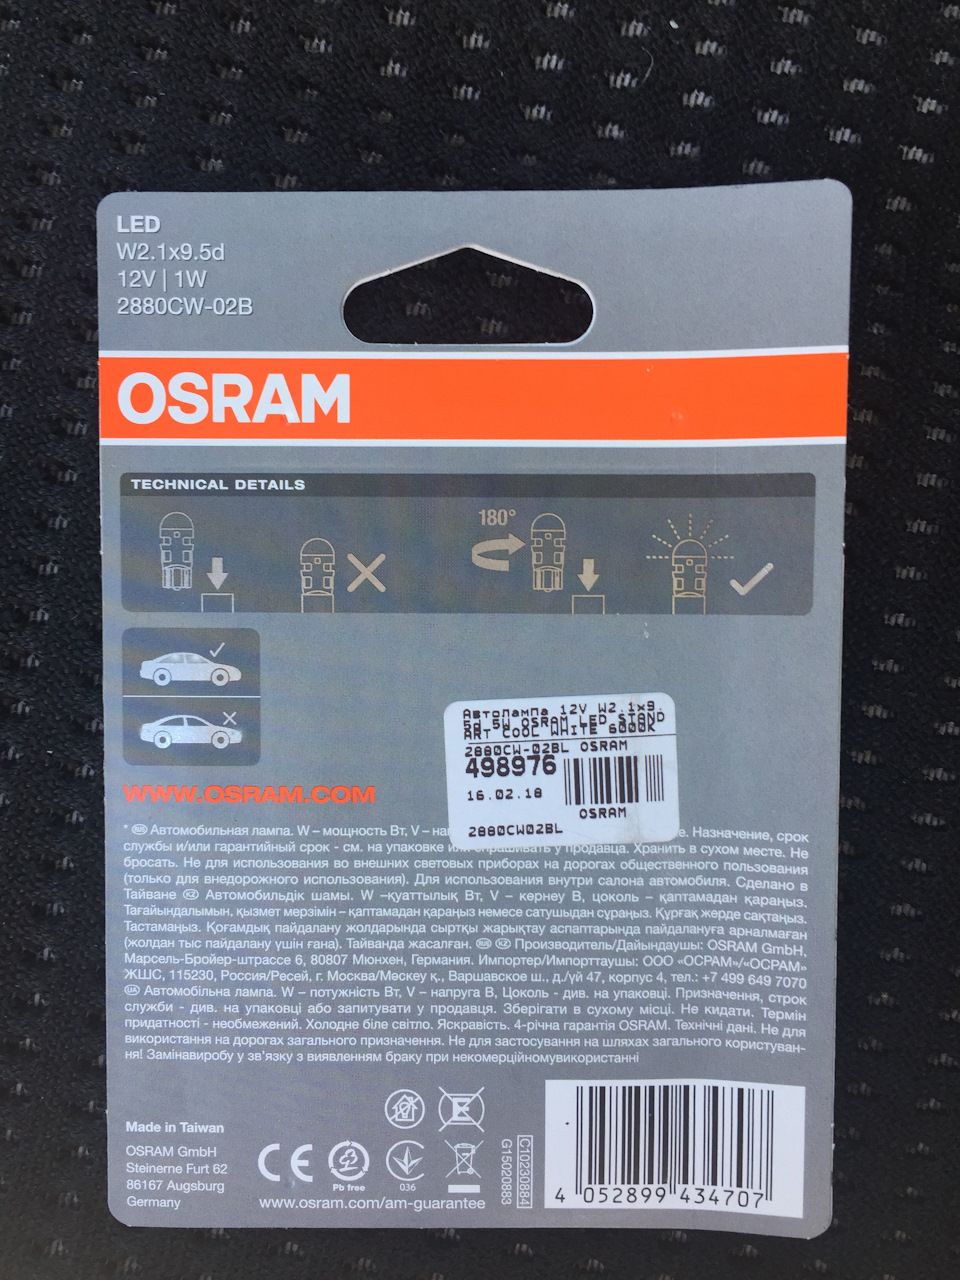 LED
W2.1x9.5d
12V | 1W
2880CW-02B
OSRAM
TECHNICAL DETAILS
180°
Автолампа 12V W2.1x9.
5d 5W OSRAM LED STAND
ART COOL WHITE 6000K
2880CW-02BL OSRAM
498976
16.02.18
OSRAM
2880CW02BL
WWW.OSRAM.COM
* RU Автомобильная лампа. W – мощность Вт, V – нап е. Назначение, срок
службы и/или гарантийный срок - см. на упаковке или спрашивать у продавца. Хранить в сухом месте. Не
бросать. Не для использования во внешних световых приборах на дорогах общественного пользования
(только для внедорожного использования). Для использования внутри салона автомобиля. Сделано в
Тайване KZ Автомобильдік шамы. W –қуаттылық Вт, V – кернеу В, цоколь – қаптамадан қараңыз.
Тағайындалымын, қызмет мерзімін – қаптамадан қараңыз немесе сатушыдан сұраңыз. Құрғақ жерде сақтаңыз.
Тастамаңыз. Қоғамдық пайдалану жолдарында сыртқы жарықтау аспаптарында пайдалануға арналмаған
(жолдан тыс пайдалану үшін ғана). Тайванда жасалған. RU KZ Производитель/Дайындаушы: OSRAM GmbH,
Марсель-Бройер-штрассе 6, 80807 Мюнхен, Германия. Импортер/Импорттаушы: ООО «ОСРАМ»/«ОСРАМ»
ЖШС, 115230, Россия/Ресей, г. Москва/Мәскеу қ., Варшавское ш., д./үй 47, корпус 4, тел.: +7 499 649 7070
UA Автомобільна лампа. W – потужність Вт, V – напруга В, Цоколь - див. на упаковці. Призначення, строк
служби - див. на упаковці або запитувати у продавця. Зберігати в сухому місці. Не кидати. Термін
придатності - необмежений. Холодне біле світло. Яскравість. 4-річна гарантія OSRAM. Технічні дані. Не для
використання на дорогах загального призначення. Не для застосування на шляхах загального користуван-
ня! Замінавиробу у зв'язку з виявленням браку при некомерційномувикористанні
Made in Taiwan
OSRAM GmbH
Steinerne Furt 62
86167 Augsburg
Germany
E
CE
Pb free
036
www.osram.com/am-guarantee
G15020883
C10230884
4 052899 434707